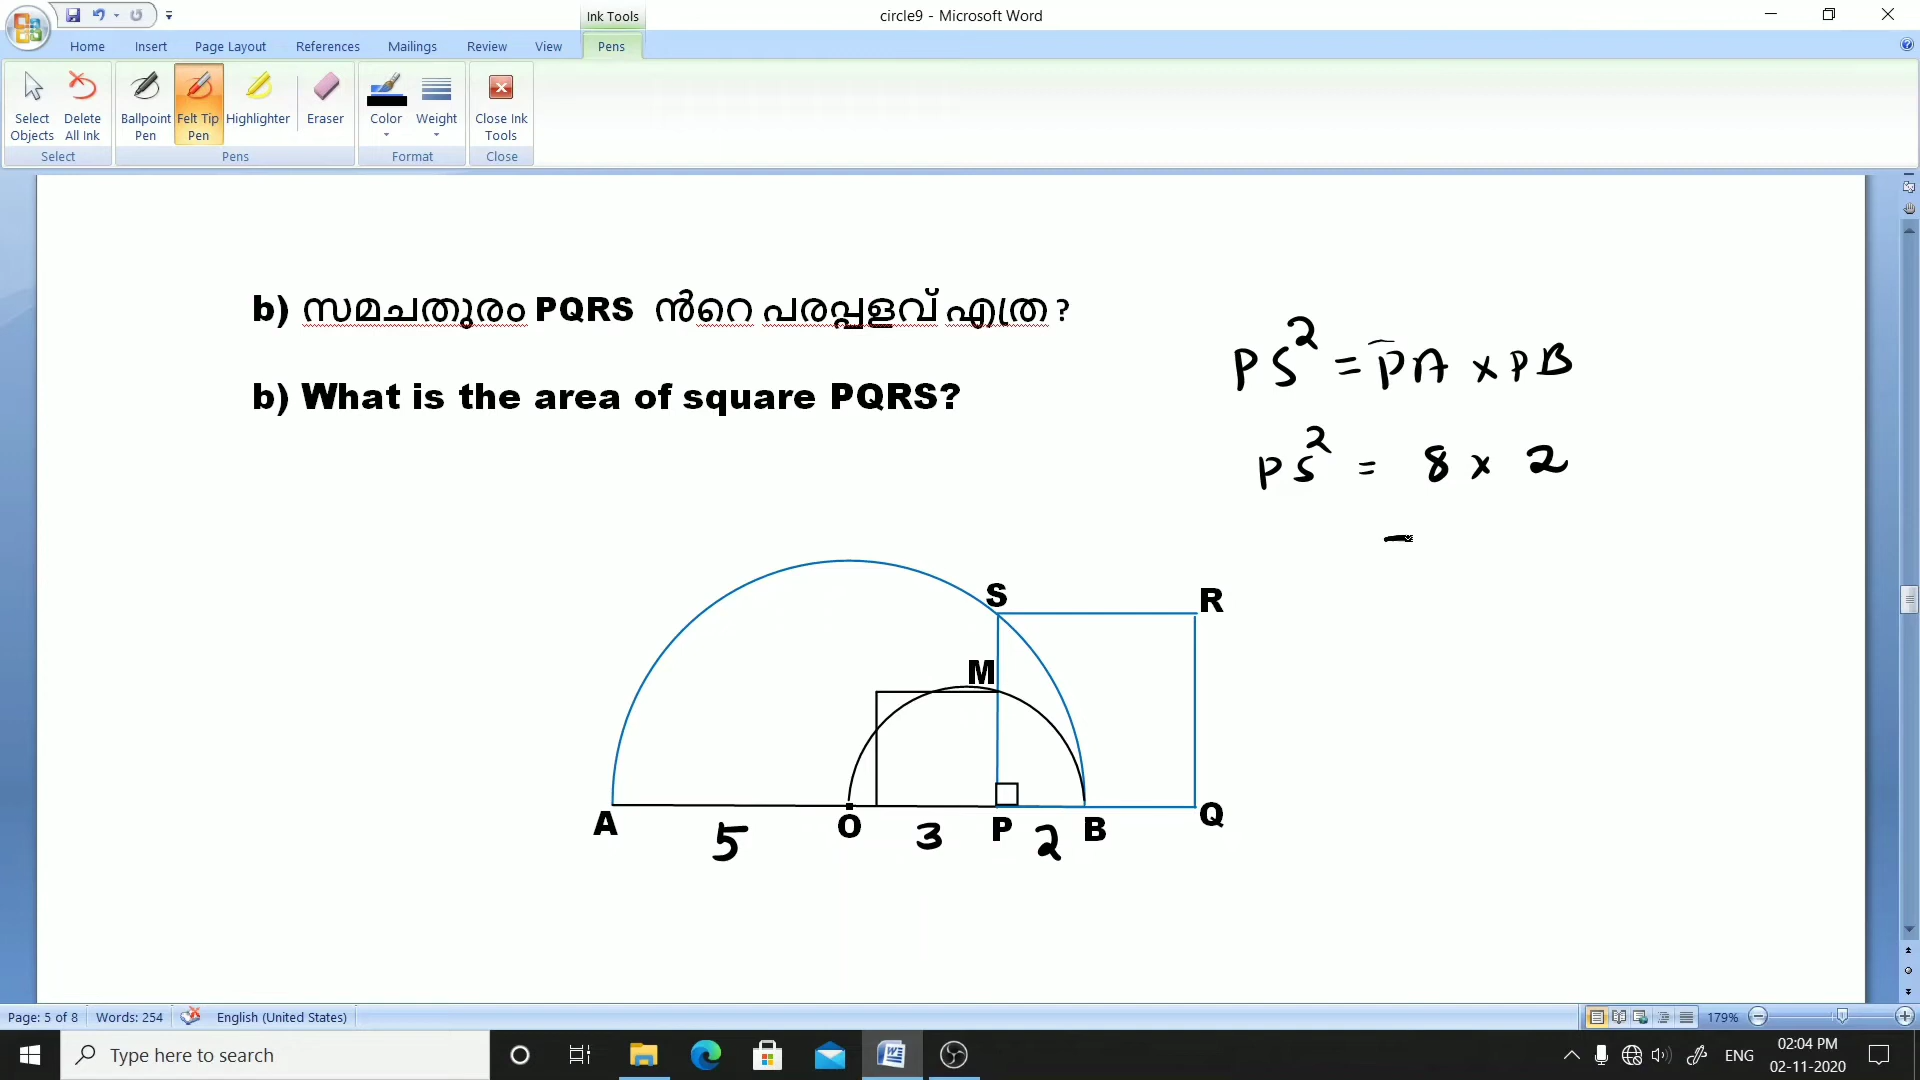 Ink Tools
circle9 - Microsoft Word
Home Insert Page Layout References Mailings Review View Pens
Select Objects
Delete All Ink
Ballpoint Pen
Felt Tip Pen
Highlighter
Eraser
Color
Weight
Close Ink Tools
Select Pens Format Close
b) സമചതുരം PQRS ൻറെ പരപ്പളവ് എത്ര ?
b) What is the area of square PQRS?
PS² = PA x PB
PS² = 8 x 2
S R
M
A O P B Q
5 3 2
Page: 5 of 8 Words: 254 English (United States) 179%
Type here to search
ENG
02:04 PM
02-11-2020